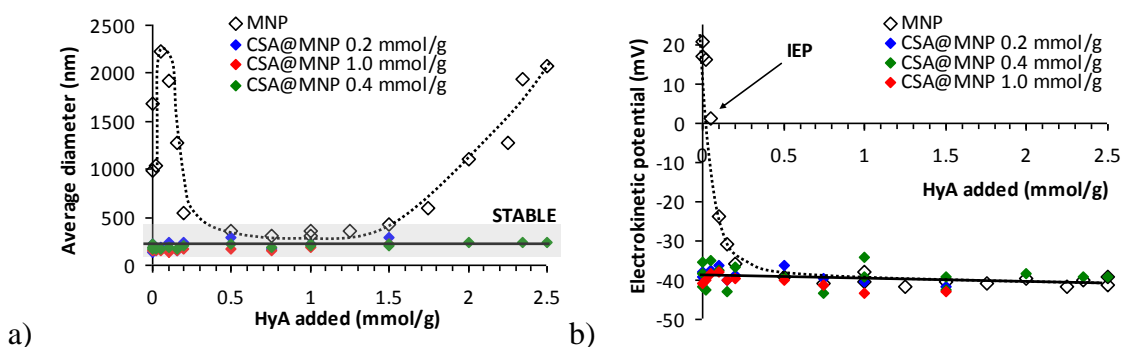 Average diameter (nm)
2500
2000
1500
1000
500
0
MNP
CSA@MNP 0.2 mmol/g
CSA@MNP 1.0 mmol/g
CSA@MNP 0.4 mmol/g
STABLE
0 0.5 1 1.5 2 2.5
HyA added (mmol/g)
a)
Electrokinetic potential (mV)
20
10
0
-10
-20
-30
-40
-50
MNP
CSA@MNP 0.2 mmol/g
CSA@MNP 0.4 mmol/g
CSA@MNP 1.0 mmol/g
IEP
0 0.5 1 1.5 2 2.5
HyA added (mmol/g)
b)